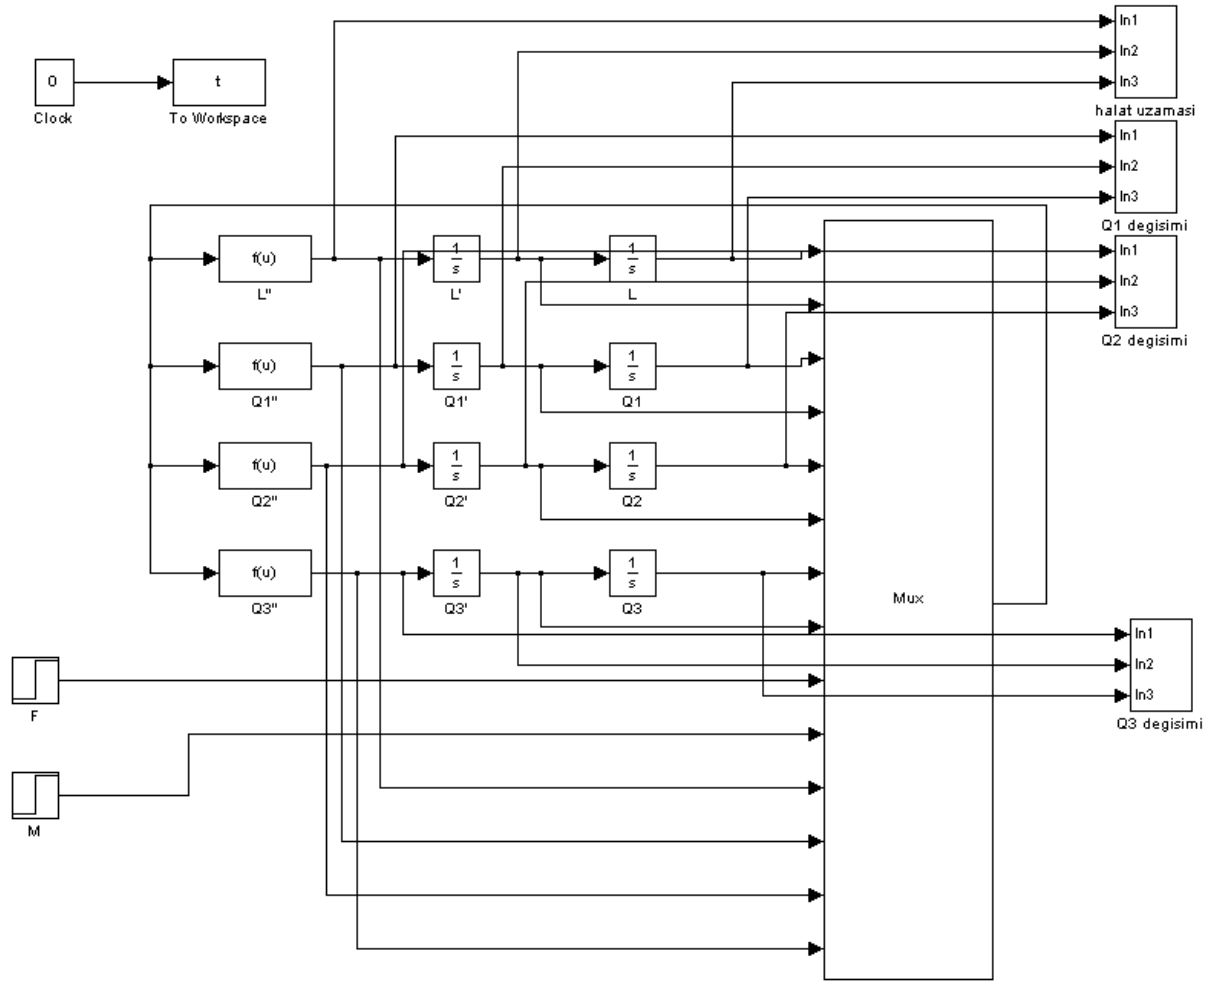 In1
In2
In3
halat uzamasi
0
Clock
t
To Workspace
In1
In2
In3
Q1 degisimi
In1
In2
In3
Q2 degisimi
f(u)
L"
1
s
L'
1
s
L
f(u)
Q1"
1
s
Q1'
1
s
Q1
f(u)
Q2"
1
s
Q2'
1
s
Q2
f(u)
Q3"
1
s
Q3'
1
s
Q3
Mux
In1
In2
In3
Q3 degisimi
F
M